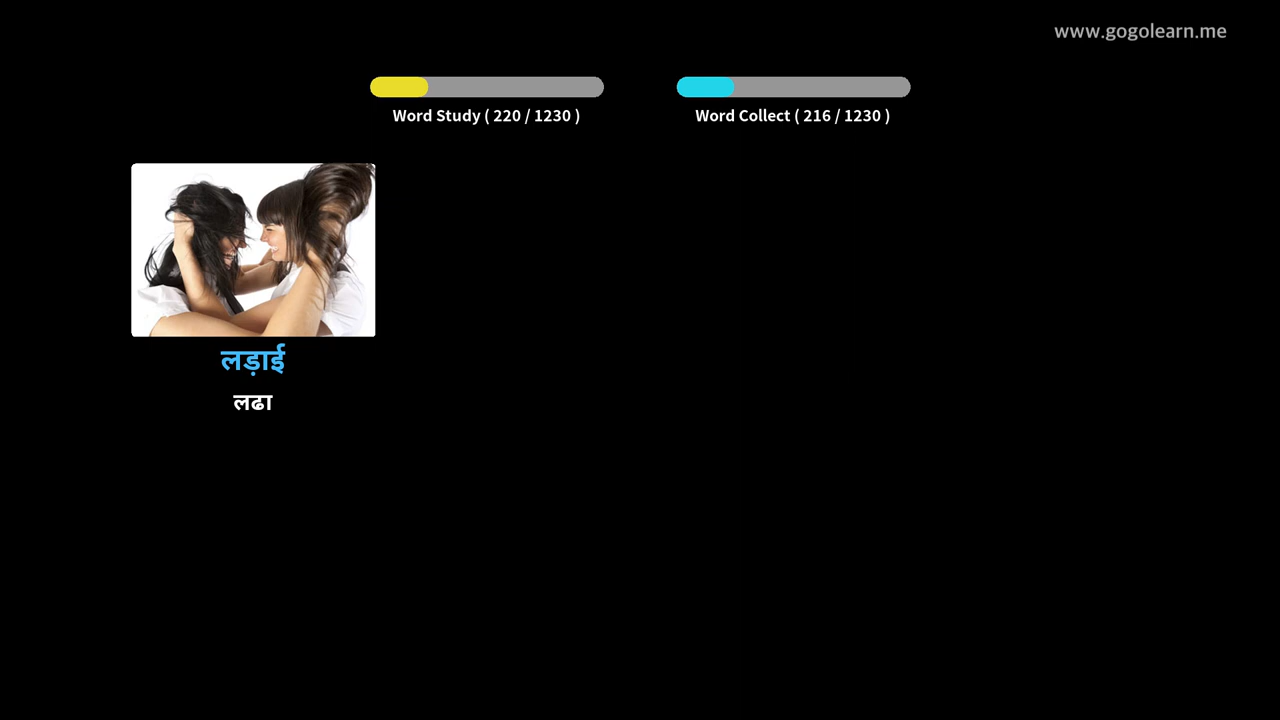 www.gogolearn.me
Word Study ( 220 / 1230 )
Word Collect ( 216 / 1230 )
लड़ाई
लढा